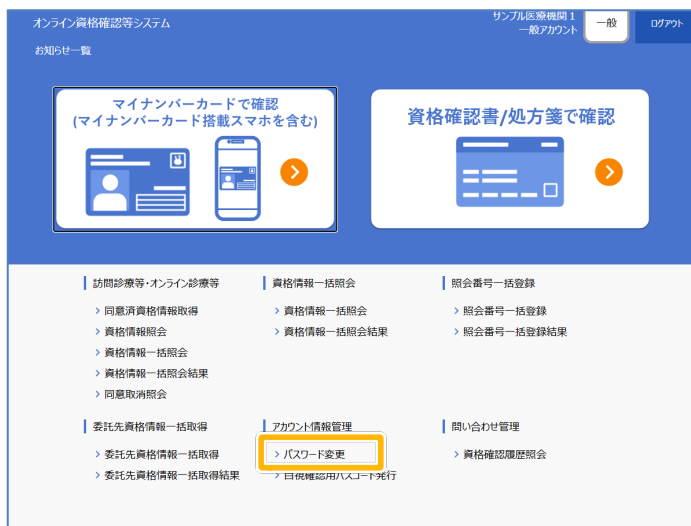 オンライン資格確認等システム
サンプル医療機関1
一般アカウント
一般
ログアウト
お知らせ一覧
マイナンバーカードで確認
(マイナンバーカード搭載スマホを含む)
資格確認書/処方箋で確認
訪問診療等・オンライン診療等
同意済資格情報取得
資格情報照会
資格情報一括照会
資格情報一括照会結果
同意取消照会
資格情報一括照会
資格情報一括照会
資格情報一括照会結果
照会番号一括登録
照会番号一括登録
照会番号一括登録結果
委託先資格情報一括取得
委託先資格情報一括取得
委託先資格情報一括取得結果
アカウント情報管理
パスワード変更
目視確認用パスコード発行
問い合わせ管理
資格確認履歴照会